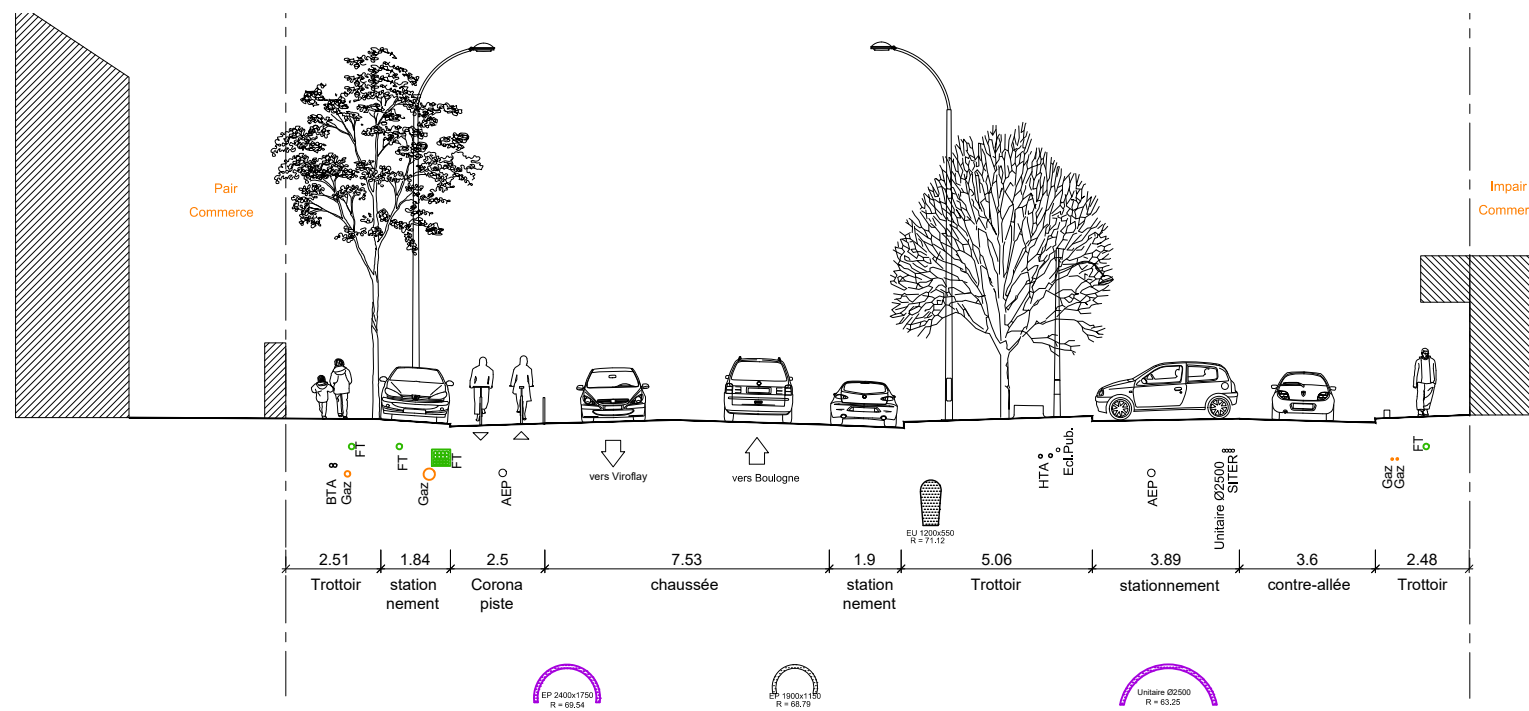 Pair
Commerce
Impair
Commer
FT
BTA
Gaz
FT
Gaz
FT
AEP
vers Viroflay
vers Boulogne
EU 1200x550
R = 71.12
HTA
Ecl.Pub.
AEP
Unitaire Ø2500
SITER
Gaz
Gaz
FT
2.51
1.84
2.5
7.53
1.9
5.06
3.89
3.6
2.48
Trottoir
station
nement
Corona
piste
chaussée
station
nement
Trottoir
stationnement
contre-allée
Trottoir
EP 2400x1750
R = 69.54
EP 1900x1150
R = 68.79
Unitaire Ø2500
R = 63.25